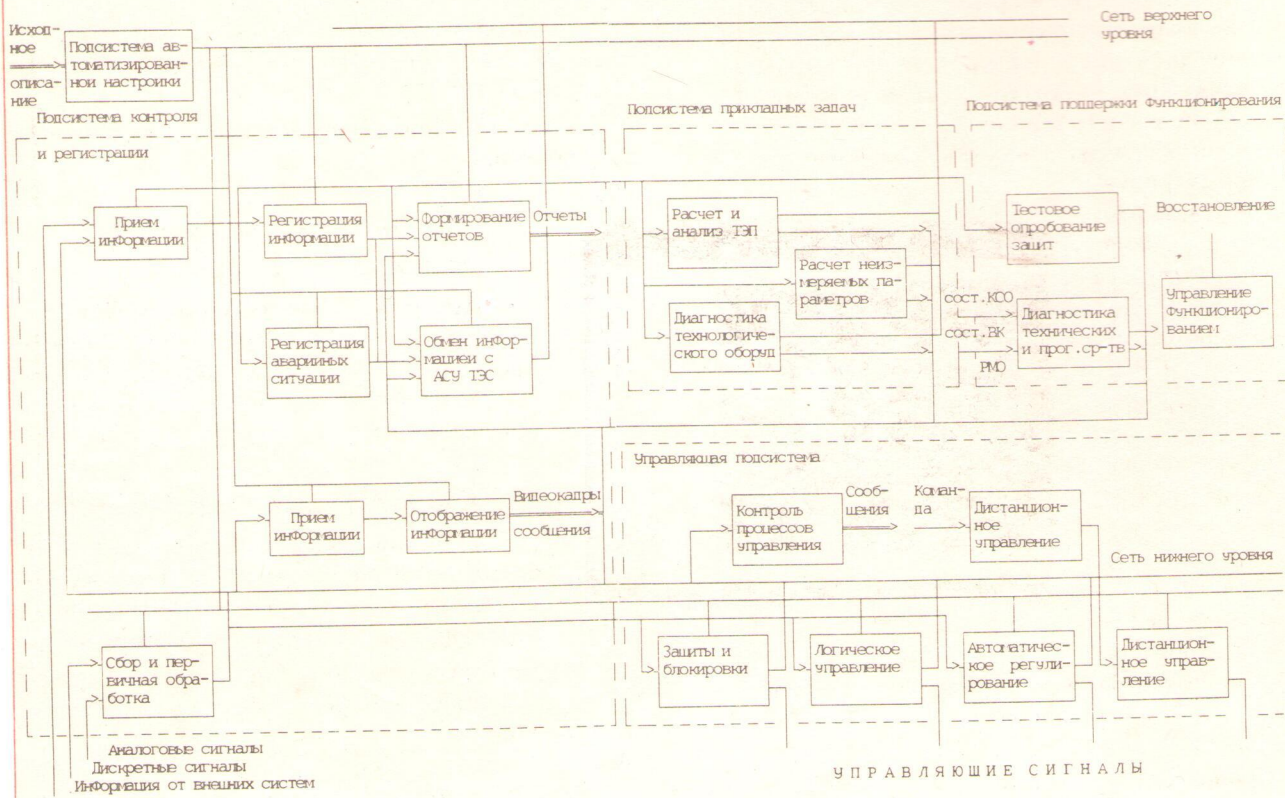 Исход-
ное
описа-
ние
Подсистема ав-
томатизирован-
ной настройки
Сеть верхнего
уровня
Подсистема контроля
и регистрации
Подсистема прикладных задач
Подсистема поддержки функционирования
Прием
информации
Регистрация
информации
Формирование
отчетов
Отчеты
Расчет и
анализ ТЭП
Расчет неиз-
меряемых па-
раметров
Тестовое
опробование
защит
Восстановление
Управление
функциониро-
ванием
Регистрация
аварийных
ситуации
Обмен инфор-
мацией с
АСУ ТЭС
Диагностика
технологиче-
ского оборуд
сост.КСО
сост.ВК
РМО
Диагностика
технических
и прог.ср-тв
Управляющая подсистема
Прием
информации
Отображение
информации
Видеокадры
сообщения
Контроль
процессов
управления
Сооб-
щения
Коман-
да
Дистанцион-
ное
управление
Сеть нижнего уровня
Сбор и пер-
вичная обра-
ботка
Защиты и
блокировки
Логическое
управление
Автоматичес-
кое регули-
рование
Дистанцион-
ное управ-
ление
Аналоговые сигналы
Дискретные сигналы
Информация от внешних систем
УПРАВЛЯЮЩИЕ СИГНАЛЫ